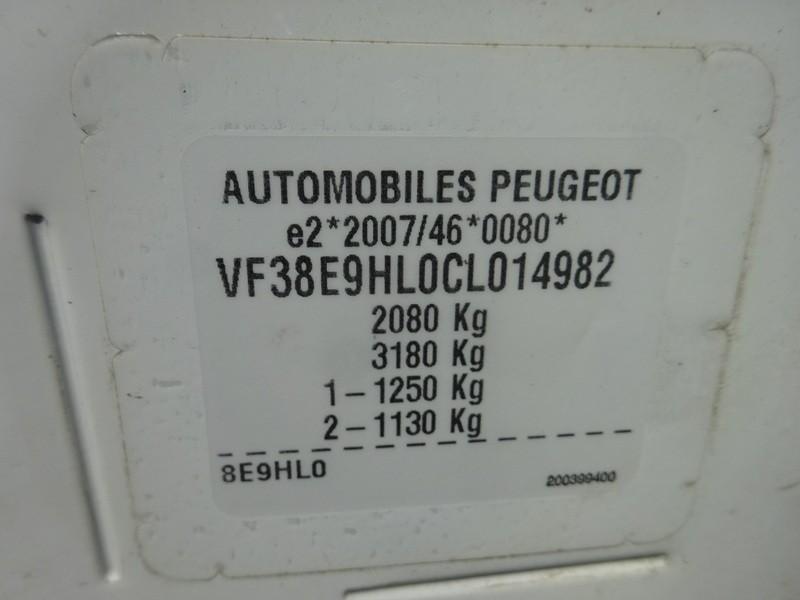 AUTOMOBILES PEUGEOT
e2*2007/46*0080*
VF38E9HL0CL014982
2080 Kg
3180 Kg
1-1250 Kg
2-1130 Kg
8E9HL0
200399400